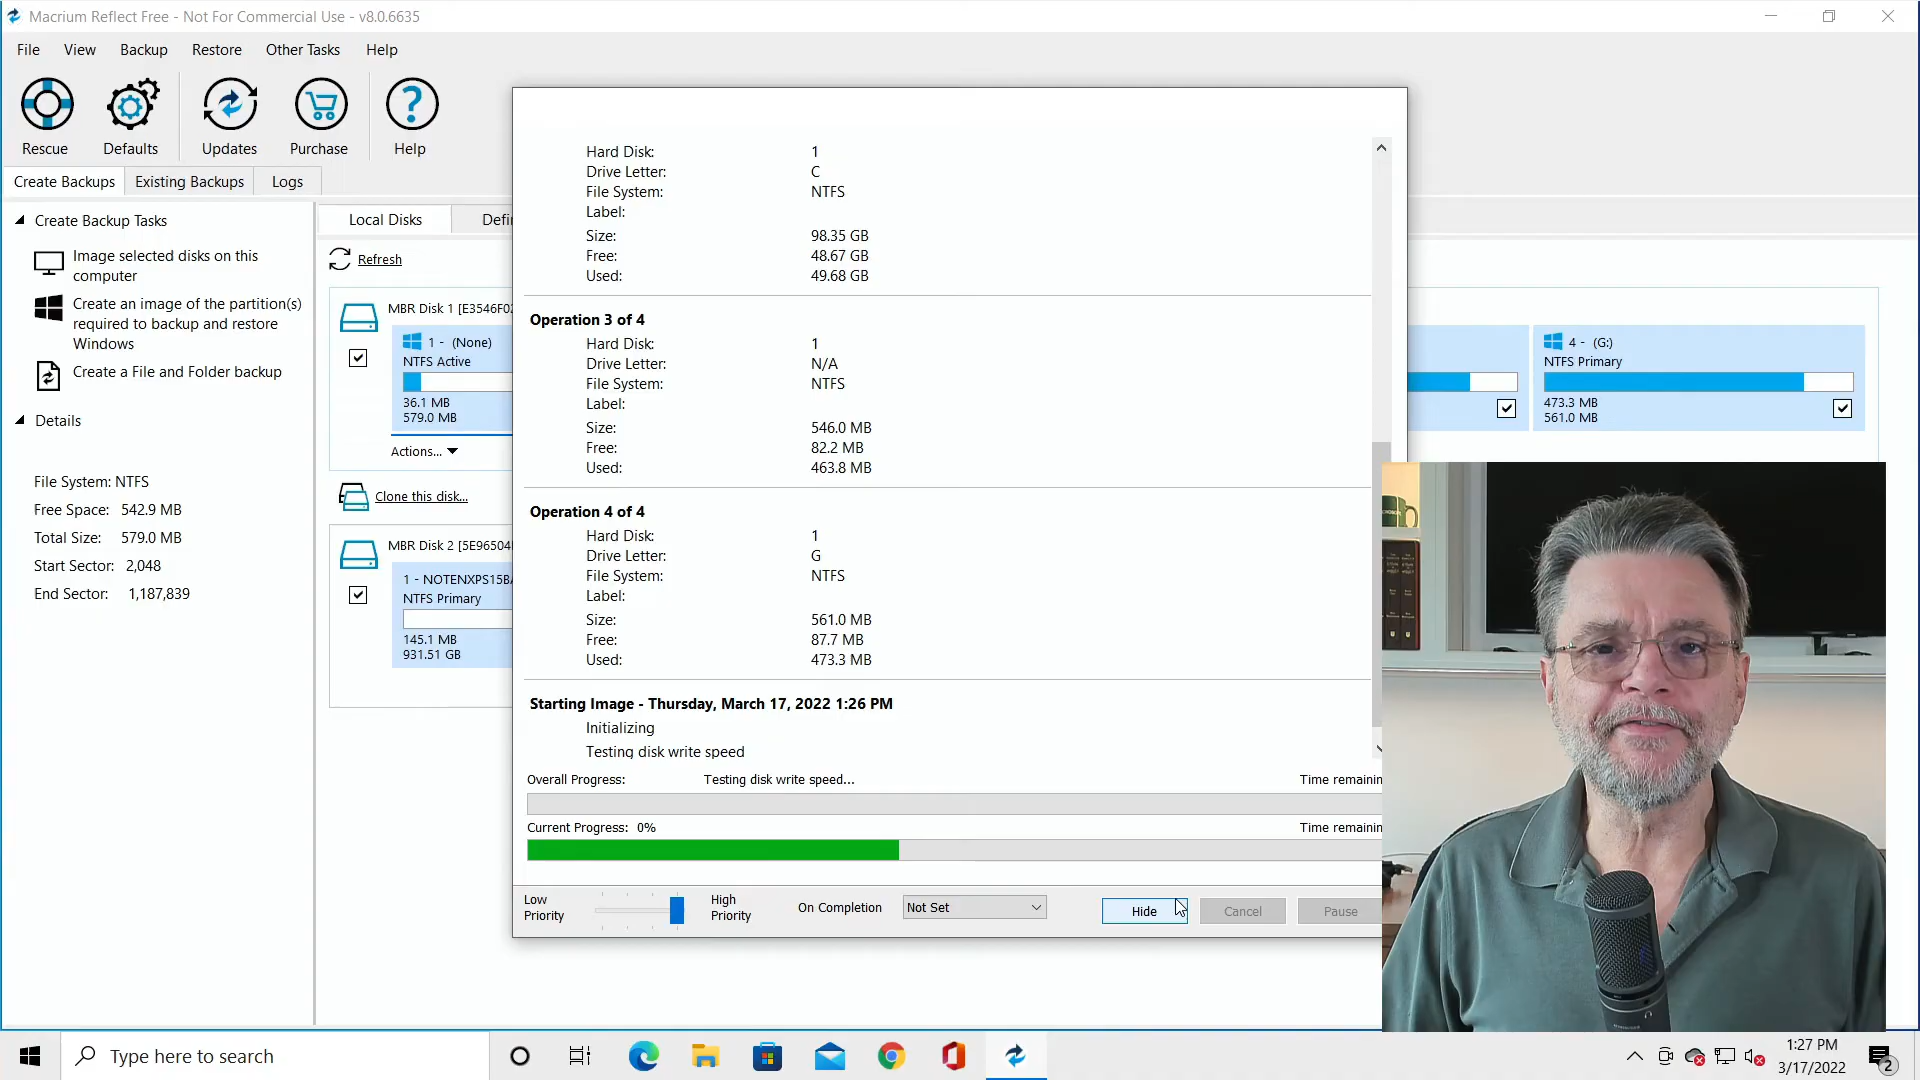 Macrium Reflect Free - Not For Commercial Use - v8.0.6635
File View Backup Restore Other Tasks Help
Rescue Defaults Updates Purchase Help
Create Backups Existing Backups Logs
Create Backup Tasks
Image selected disks on this
computer
Create an image of the partition(s)
required to backup and restore
Windows
Create a File and Folder backup
Details
File System: NTFS
Free Space: 542.9 MB
Total Size: 579.0 MB
Start Sector: 2,048
End Sector: 1,187,839
Local Disks
Refresh
MBR Disk 1
1 - (None)
NTFS Active
36.1 MB
579.0 MB
Actions...
Clone this disk...
MBR Disk 2
NTFS Primary
145.1 MB
931.51 GB
4 - (G:)
NTFS Primary
473.3 MB
561.0 MB
Hard Disk: 1
Drive Letter: C
File System: NTFS
Label:
Size: 98.35 GB
Free: 48.67 GB
Used: 49.68 GB
Operation 3 of 4
Hard Disk: 1
Drive Letter: N/A
File System: NTFS
Label:
Size: 546.0 MB
Free: 82.2 MB
Used: 463.8 MB
Operation 4 of 4
Hard Disk: 1
Drive Letter: G
File System: NTFS
Label:
Size: 561.0 MB
Free: 87.7 MB
Used: 473.3 MB
Starting Image - Thursday, March 17, 2022 1:26 PM
Initializing
Testing disk write speed
Overall Progress: Testing disk write speed... Time remainin
Current Progress: 0% Time remainin
Low
Priority
High
Priority
On Completion Not Set Hide Cancel Pause
Type here to search
1:27 PM
3/17/2022
2